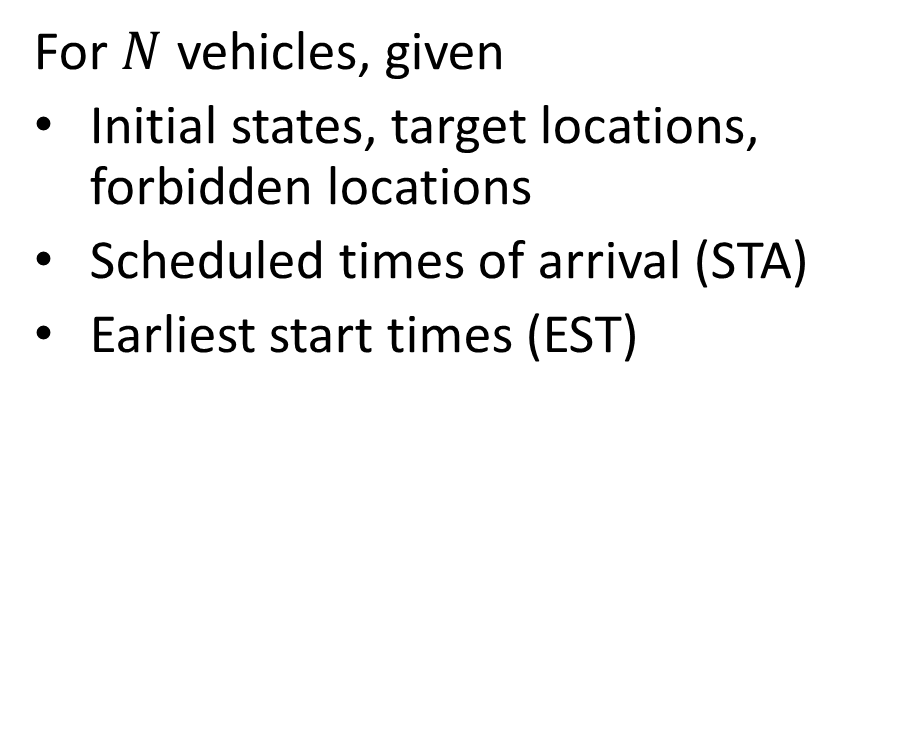 For N vehicles, given
• Initial states, target locations,
forbidden locations
• Scheduled times of arrival (STA)
• Earliest start times (EST)